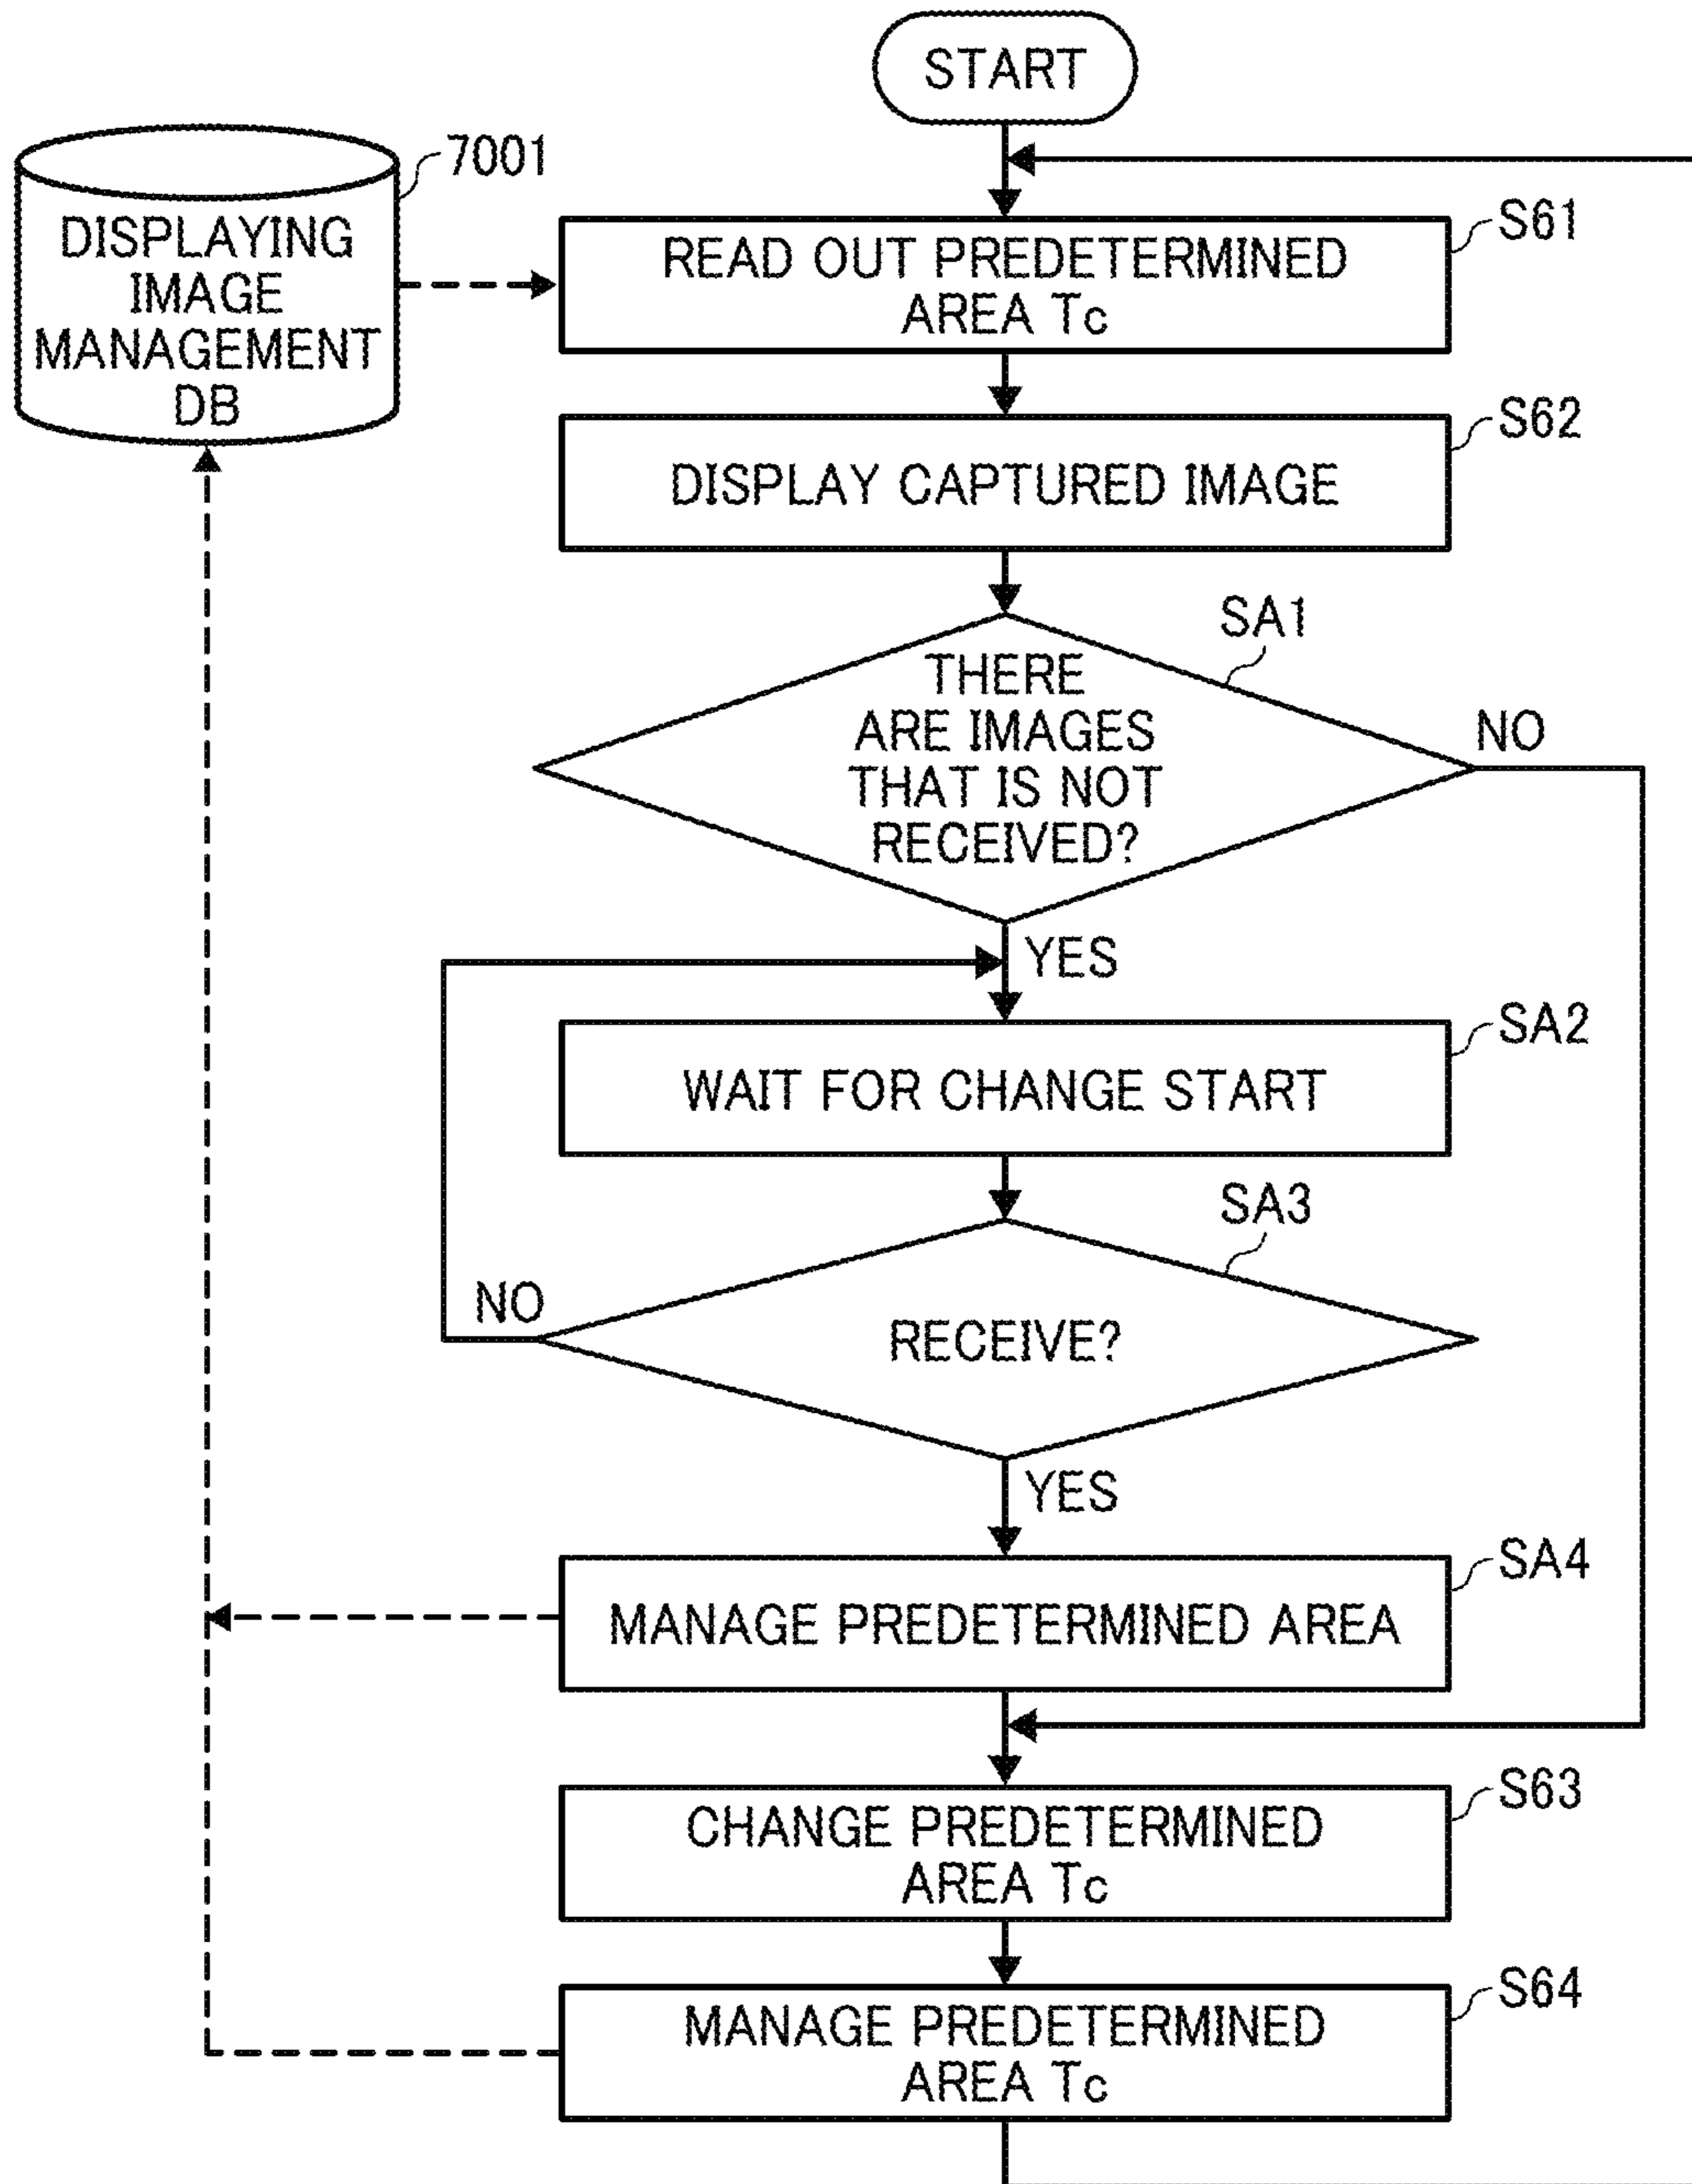 START
7001
DISPLAYING
IMAGE
MANAGEMENT
DB
S61
READ OUT PREDETERMINED
AREA Tc
S62
DISPLAY CAPTURED IMAGE
SA1
THERE
ARE IMAGES
THAT IS NOT
RECEIVED?
NO
YES
SA2
WAIT FOR CHANGE START
SA3
NO
RECEIVE?
YES
SA4
MANAGE PREDETERMINED AREA
S63
CHANGE PREDETERMINED
AREA Tc
S64
MANAGE PREDETERMINED
AREA Tc